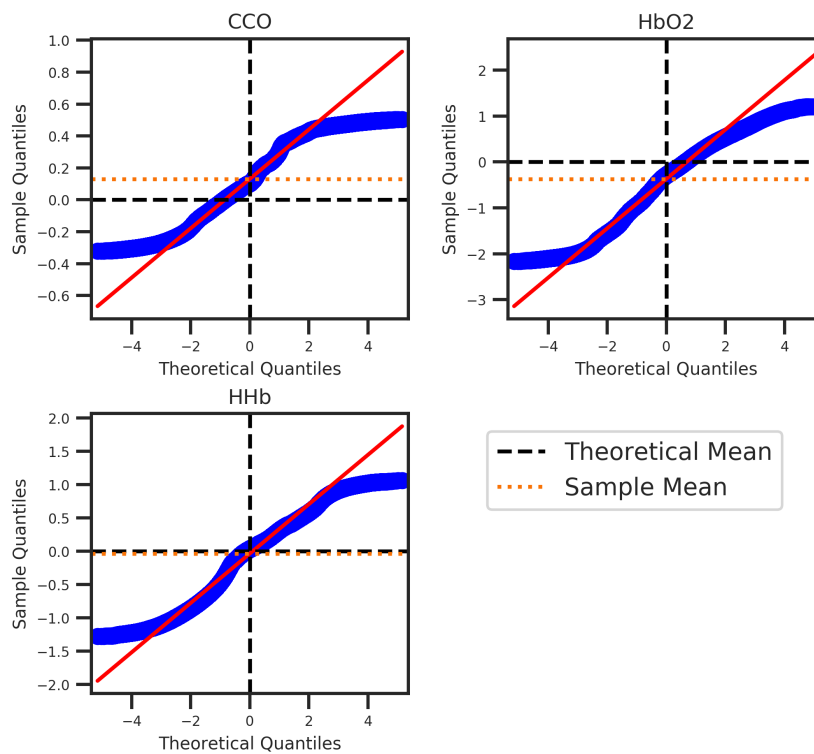 CCO
1.0
0.8
0.6
0.4
0.2
0.0
−0.2
−0.4
−0.6
Sample Quantiles
−4 −2 0 2 4
Theoretical Quantiles
HbO2
2
1
0
−1
−2
−3
Sample Quantiles
−4 −2 0 2 4
Theoretical Quantiles
HHb
2.0
1.5
1.0
0.5
0.0
−0.5
−1.0
−1.5
−2.0
Sample Quantiles
−4 −2 0 2 4
Theoretical Quantiles
Theoretical Mean
Sample Mean